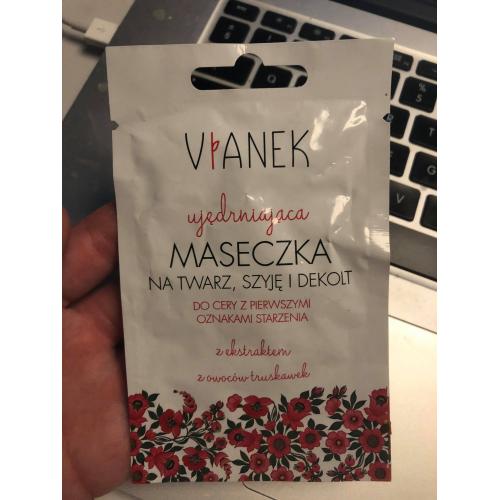 VIANEK
ujędrniająca
MASECZKA
NA TWARZ, SZYJĘ I DEKOLT
DO CERY Z PIERWSZYMI
OZNAKAMI STARZENIA
z ekstraktem
z owoców truskawek